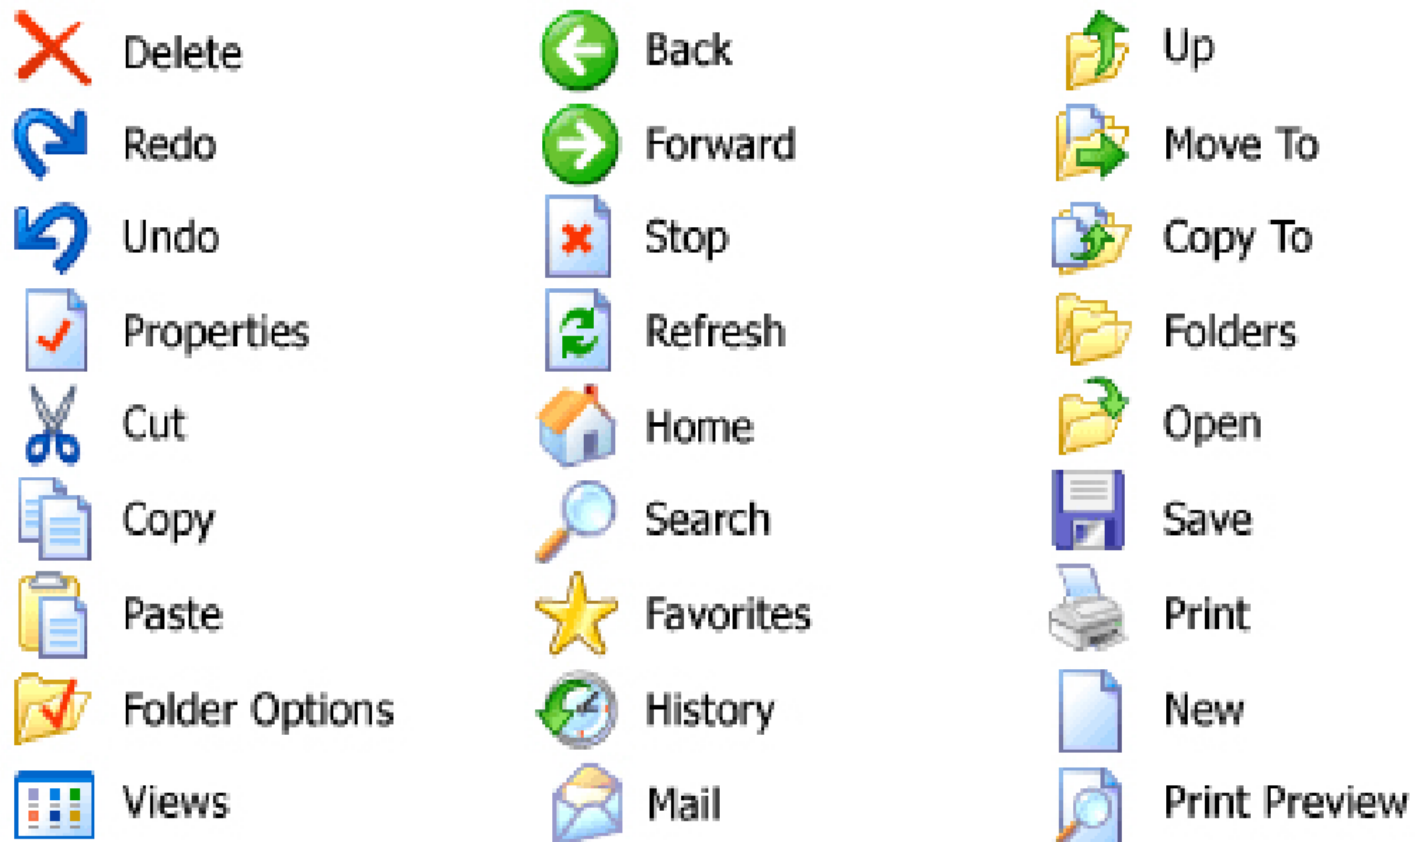 Delete
Redo
Undo
Properties
Cut
Copy
Paste
Folder Options
Views
Back
Forward
Stop
Refresh
Home
Search
Favorites
History
Mail
Up
Move To
Copy To
Folders
Open
Save
Print
New
Print Preview